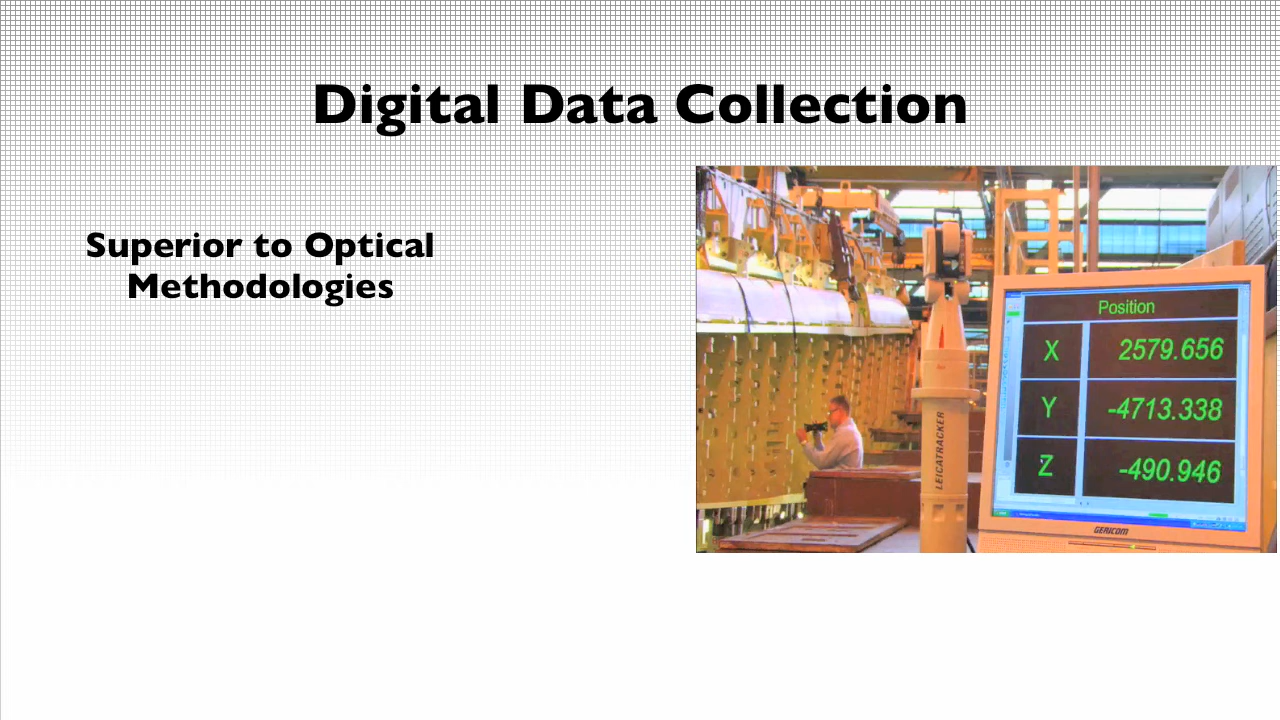 Digital Data Collection
Superior to Optical
Methodologies
Position
X 2579.656
Y -4713.338
Z -490.946
LEICATRACKER
GERICOM